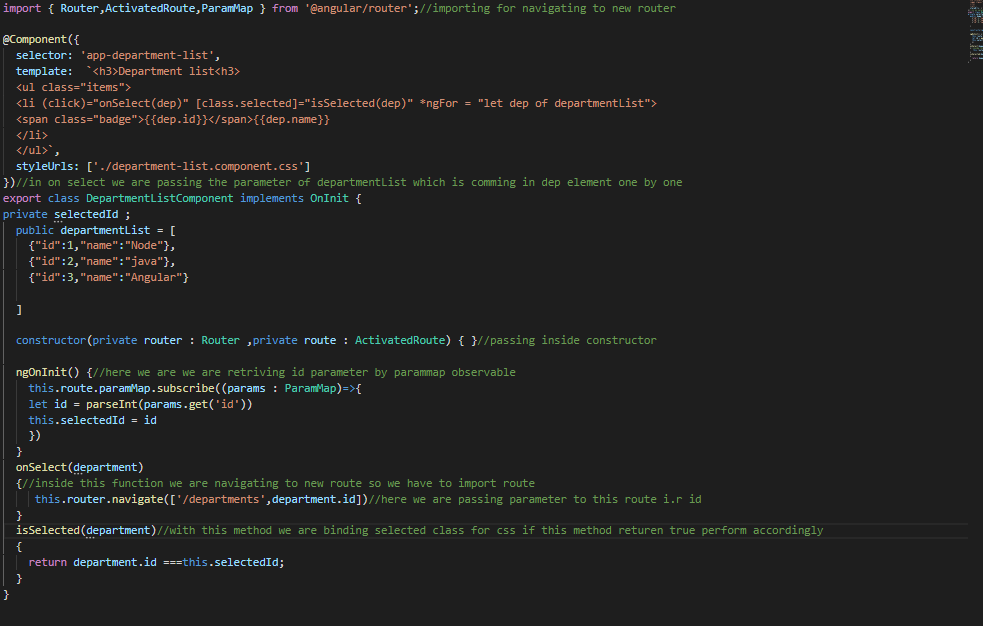 import { Router,ActivatedRoute,ParamMap } from '@angular/router';//importing for navigating to new router
@Component({
selector: 'app-department-list',
template: `<h3>Department list<h3>
<ul class="items">
<li (click)="onSelect(dep)" [class.selected]="isSelected(dep)" *ngFor = "let dep of departmentList">
<span class="badge">{{dep.id}}</span>{{dep.name}}
</li>
</ul>`,
styleUrls: ['./department-list.component.css']
})//in on select we are passing the parameter of departmentList which is comming in dep element one by one
export class DepartmentListComponent implements OnInit {
private selectedId ;
public departmentList = [
{"id":1,"name":"Node"},
{"id":2,"name":"java"},
{"id":3,"name":"Angular"}
]
constructor(private router : Router ,private route : ActivatedRoute) { }//passing inside constructor
ngOnInit() {//here we are we are retriving id parameter by parammap observable
this.route.paramMap.subscribe((params : ParamMap)=>{
let id = parseInt(params.get('id'))
this.selectedId = id
})
}
onSelect(department)
{//inside this function we are navigating to new route so we have to import route
this.router.navigate(['/departments',department.id])//here we are passing parameter to this route i.r id
}
isSelected(department)//with this method we are binding selected class for css if this method returen true perform accordingly
{
return department.id ===this.selectedId;
}
}